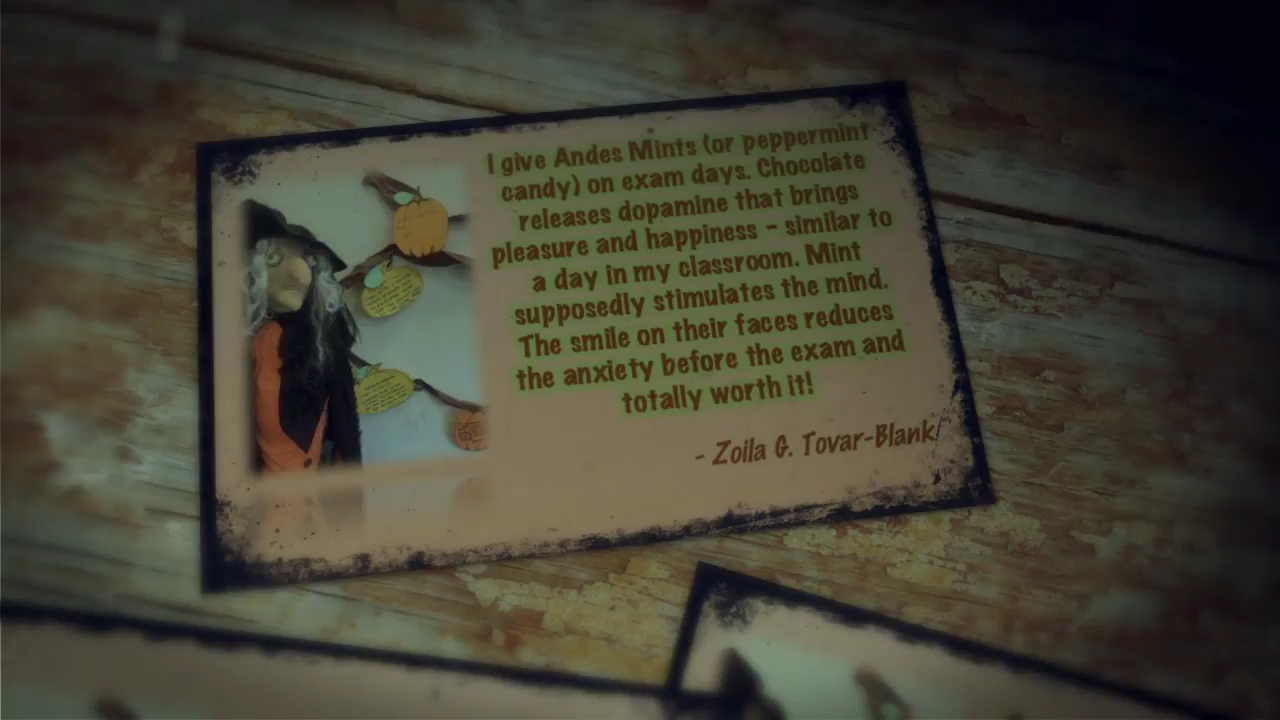 I give Andes Mints (or peppermint
candy) on exam days. Chocolate
releases dopamine that brings
pleasure and happiness - similar to
a day in my classroom. Mint
supposedly stimulates the mind.
The smile on their faces reduces
the anxiety before the exam and
totally worth it!
- Zoila G. Tovar-Blank